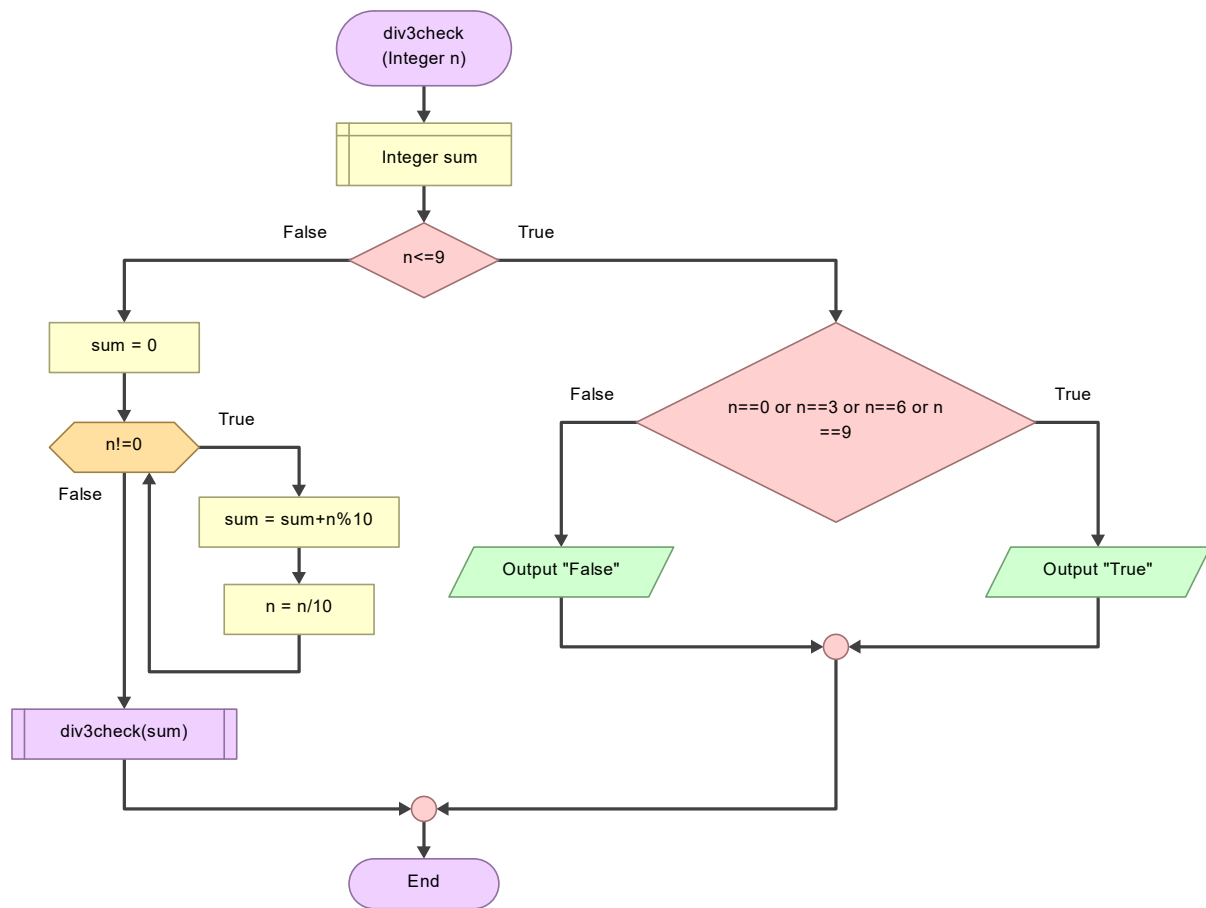 div3check
(Integer n)
Integer sum
False
True
n<=9
sum = 0
n!=0
True
False
sum = sum+n%10
n = n/10
div3check(sum)
False
True
n==0 or n==3 or n==6 or n
==9
Output "False"
Output "True"
End